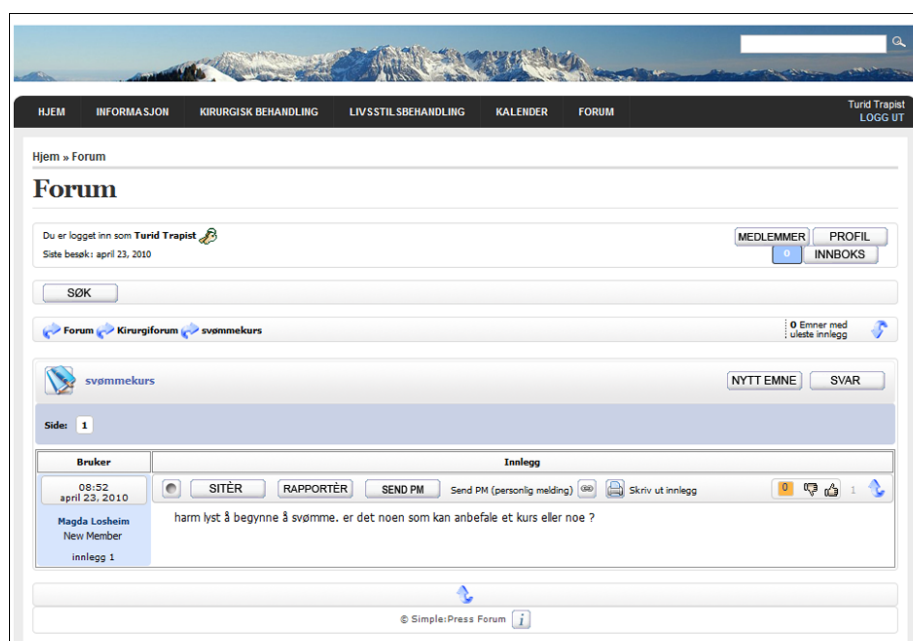 HJEM INFORMASJON KIRURGISK BEHANDLING LIVSSTILSBEHANDLING KALENDER FORUM Turid Trapist
LOGG UT
Hjem » Forum
Forum
Du er logget inn som Turid Trapist
Siste besøk: april 23, 2010
MEDLEMMER PROFIL
0 INNBOKS
SØK
Forum Kirurgiforum svømmekurs 0 Emner med
uleste innlegg
svømmekurs NYTT EMNE SVAR
Side: 1
Bruker Innlegg
08:52
april 23, 2010
SITÈR RAPPORTÈR SEND PM Send PM (personlig melding) Skriv ut innlegg 0 1
Magda Losheim
New Member
innlegg 1
harm lyst å begynne å svømme. er det noen som kan anbefale et kurs eller noe ?
© Simple:Press Forum i